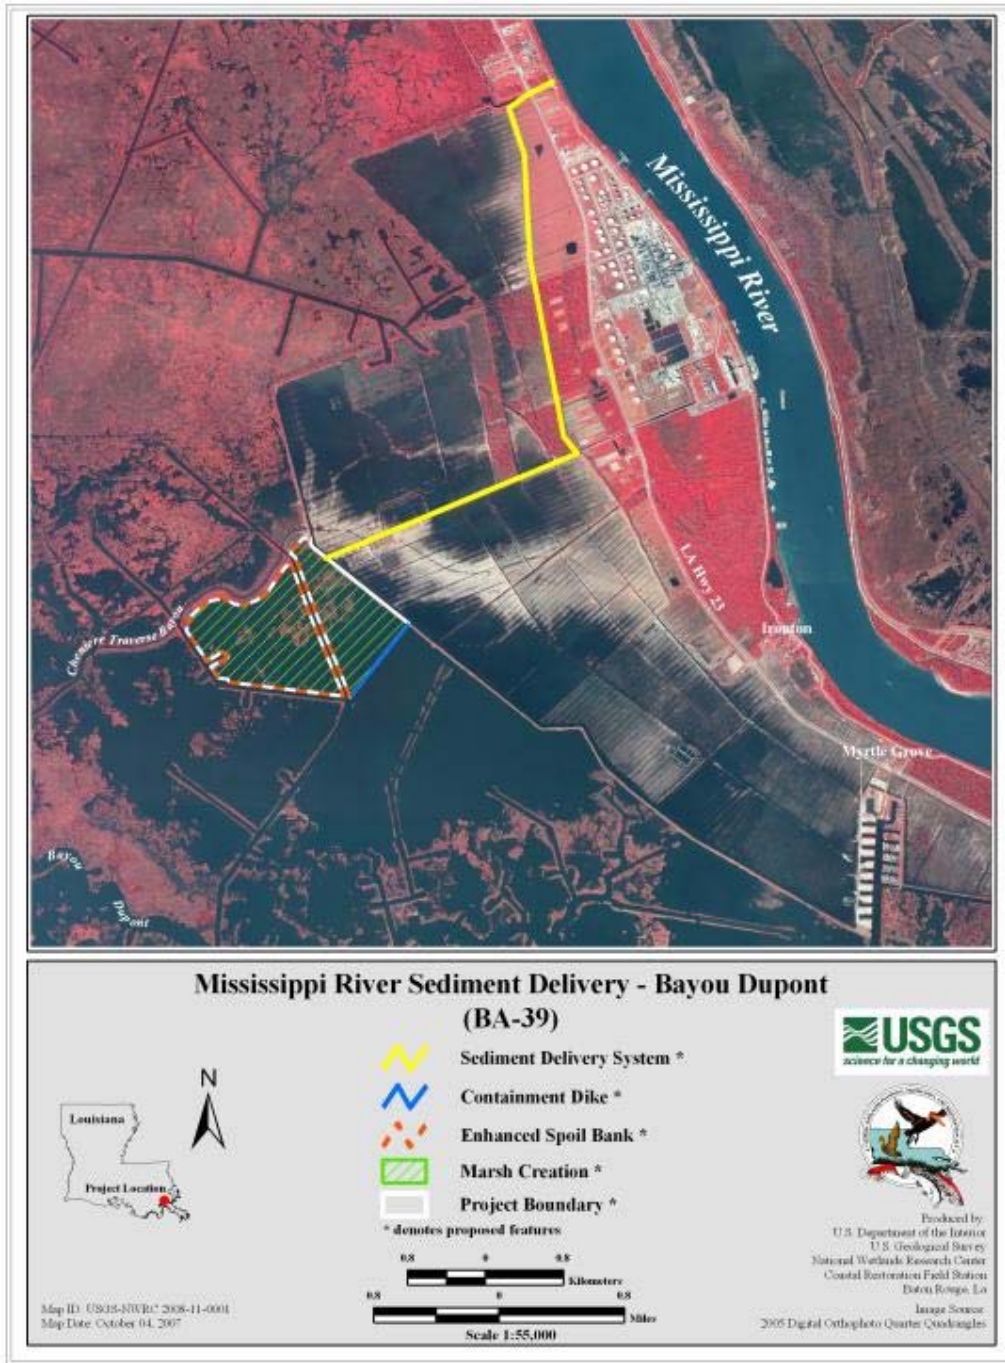 Mississippi River
LA Hwy 23
Cheniere Traverse Bayou
Ironton
Myrtle Grove
Bayou
Dupont
Mississippi River Sediment Delivery - Bayou Dupont
(BA-39)
Sediment Delivery System *
Containment Dike *
Enhanced Spoil Bank *
Marsh Creation *
Project Boundary *
* denotes proposed features
N
Louisiana
Project Location
USGS
science for a changing world
0.8 0 0.8
Kilometers
0.8 0 0.8
Miles
Scale 1:55,000
Map ID: USGS-NWRC 2008-11-0001
Map Date: October 04, 2007
Produced by:
U.S. Department of the Interior
U.S. Geological Survey
National Wetlands Research Center
Coastal Restoration Field Station
Baton Rouge, La
Image Source:
2005 Digital Orthophoto Quarter Quadrangles